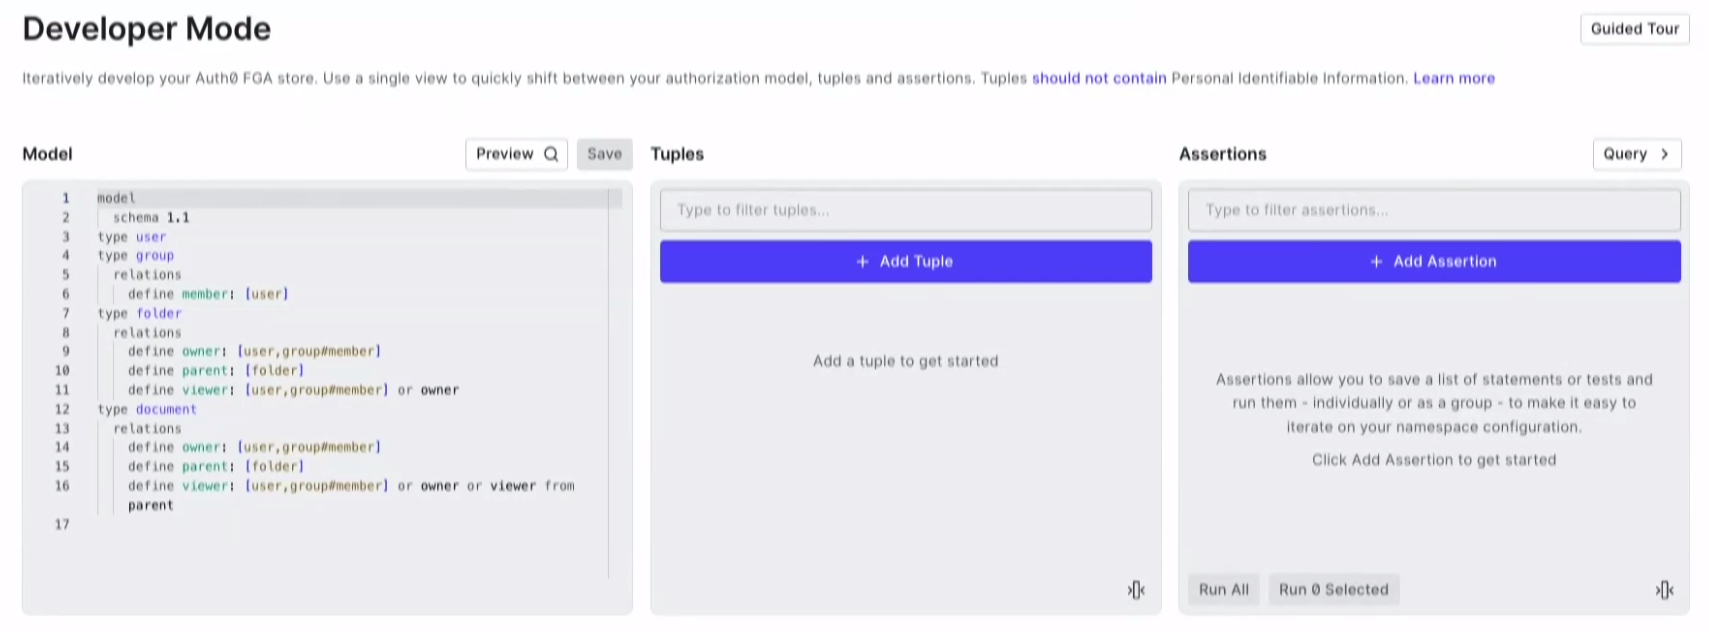 Developer Mode
Guided Tour
Iteratively develop your Auth0 FGA store. Use a single view to quickly shift between your authorization model, tuples and assertions. Tuples should not contain Personal Identifiable Information. Learn more
Model
Preview
Save
1 model
2 schema 1.1
3 type user
4 type group
5 relations
6 define member: [user]
7 type folder
8 relations
9 define owner: [user,group#member]
10 define parent: [folder]
11 define viewer: [user,group#member] or owner
12 type document
13 relations
14 define owner: [user,group#member]
15 define parent: [folder]
16 define viewer: [user,group#member] or owner or viewer from
parent
17
Tuples
Type to filter tuples...
+ Add Tuple
Add a tuple to get started
Assertions
Query >
Type to filter assertions...
+ Add Assertion
Assertions allow you to save a list of statements or tests and
run them - individually or as a group - to make it easy to
iterate on your namespace configuration.
Click Add Assertion to get started
Run All
Run 0 Selected